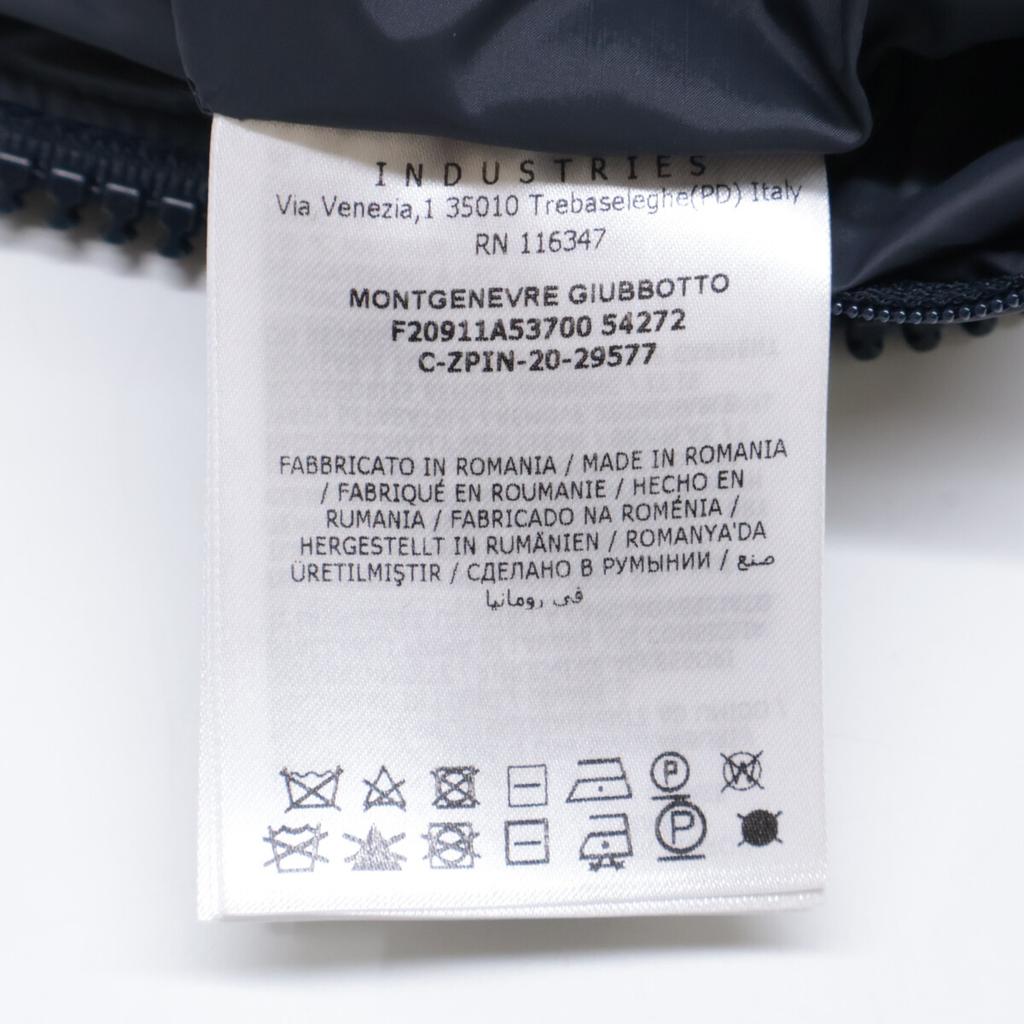 INDUSTRIES
Via Venezia,1 35010 Trebaseleghe(PD) Italy
RN 116347
MONTGENEVRE GIUBBOTTO
F20911A53700 54272
C-ZPIN-20-29577
FABBRICATO IN ROMANIA / MADE IN ROMANIA
/ FABRIQUÉ EN ROUMANIE / HECHO EN
RUMANIA / FABRICADO NA ROMÉNIA /
HERGESTELLT IN RUMÄNIEN / ROMANYA'DA
ÜRETILMIŞTIR / СДЕЛАНО В РУМЫНИИ / صنع
في رومانيا
P W
P